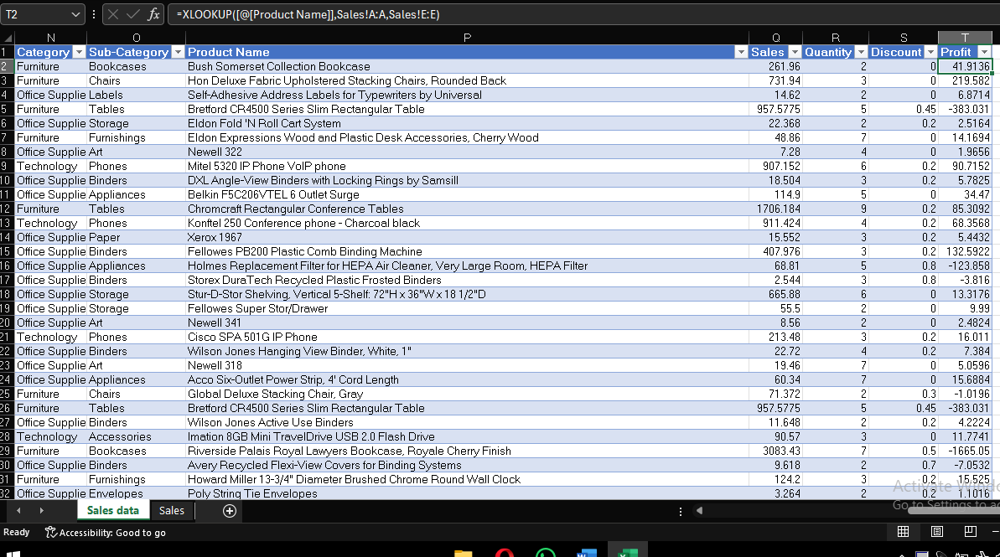 T2 fx =XLOOKUP([@[Product Name]],Sales!A:A,Sales!E:E)
N O P Q R S T
1 Category Sub-Category Product Name Sales Quantity Discount Profit
2 Furniture Bookcases Bush Somerset Collection Bookcase 261.96 2 0 41.9136
3 Furniture Chairs Hon Deluxe Fabric Upholstered Stacking Chairs, Rounded Back 731.94 3 0 219.582
4 Office Supplie Labels Self-Adhesive Address Labels for Typewriters by Universal 14.62 2 0 6.8714
5 Furniture Tables Bretford CR4500 Series Slim Rectangular Table 957.5775 5 0.45 -383.031
6 Office Supplie Storage Eldon Fold 'N Roll Cart System 22.368 2 0.2 2.5164
7 Furniture Furnishings Eldon Expressions Wood and Plastic Desk Accessories, Cherry Wood 48.86 7 0 14.1694
8 Office Supplie Art Newell 322 7.28 4 0 1.9656
9 Technology Phones Mitel 5320 IP Phone VoIP phone 907.152 6 0.2 90.7152
10 Office Supplie Binders DXL Angle-View Binders with Locking Rings by Samsill 18.504 3 0.2 5.7825
11 Office Supplie Appliances Belkin F5C206VTEL 6 Outlet Surge 114.9 5 0 34.47
12 Furniture Tables Chromcraft Rectangular Conference Tables 1706.184 9 0.2 85.3092
13 Technology Phones Konftel 250 Conference phone - Charcoal black 911.424 4 0.2 68.3568
14 Office Supplie Paper Xerox 1967 15.552 3 0.2 5.4432
15 Office Supplie Binders Fellowes PB200 Plastic Comb Binding Machine 407.976 3 0.2 132.5922
16 Office Supplie Appliances Holmes Replacement Filter for HEPA Air Cleaner, Very Large Room, HEPA Filter 68.81 5 0.8 -123.858
17 Office Supplie Binders Storex DuraTech Recycled Plastic Frosted Binders 2.544 3 0.8 -3.816
18 Office Supplie Storage Stur-D-Stor Shelving, Vertical 5-Shelf: 72"H x 36"W x 18 1/2"D 665.88 6 0 13.3176
19 Office Supplie Storage Fellowes Super Stor/Drawer 55.5 2 0 9.99
20 Office Supplie Art Newell 341 8.56 2 0 2.4824
21 Technology Phones Cisco SPA 501G IP Phone 213.48 3 0.2 16.011
22 Office Supplie Binders Wilson Jones Hanging View Binder, White, 1" 22.72 4 0.2 7.384
23 Office Supplie Art Newell 318 19.46 7 0 5.0596
24 Office Supplie Appliances Acco Six-Outlet Power Strip, 4' Cord Length 60.34 7 0 15.6884
25 Furniture Chairs Global Deluxe Stacking Chair, Gray 71.372 2 0.3 -1.0196
26 Furniture Tables Bretford CR4500 Series Slim Rectangular Table 957.5775 5 0.45 -383.031
27 Office Supplie Binders Wilson Jones Active Use Binders 11.648 2 0.2 4.2224
28 Technology Accessories Imation 8GB Mini TravelDrive USB 2.0 Flash Drive 90.57 3 0 11.7741
29 Furniture Bookcases Riverside Palais Royal Lawyers Bookcase, Royale Cherry Finish 3083.43 7 0.5 -1665.05
30 Office Supplie Binders Avery Recycled Flexi-View Covers for Binding Systems 9.618 2 0.7 -7.0532
31 Furniture Furnishings Howard Miller 13-3/4" Diameter Brushed Chrome Round Wall Clock 124.2 3 0.2 15.525
32 Office Supplie Envelopes Poly String Tie Envelopes 3.264 2 0.2 1.1016
Activate Windo
Go to Settings to ac
Sales data Sales
Ready Accessibility: Good to go